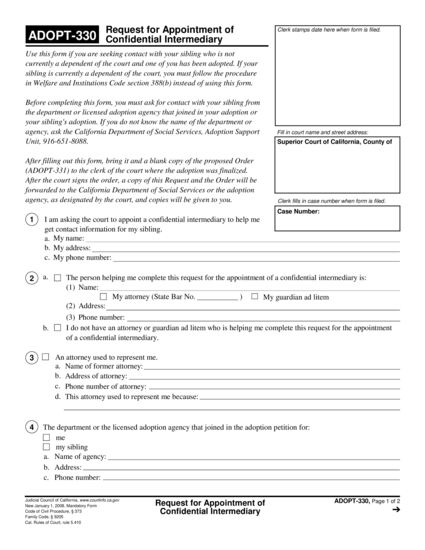 ADOPT-330
Request for Appointment of
Confidential Intermediary
Clerk stamps date here when form is filed.
Use this form if you are seeking contact with your sibling who is not
currently a dependent of the court and one of you has been adopted. If your
sibling is currently a dependent of the court, you must follow the procedure
in Welfare and Institutions Code section 388(b) instead of using this form.
Before completing this form, you must ask for contact with your sibling from
the department or licensed adoption agency that joined in your adoption or
your sibling's adoption. If you do not know the name of the department or
agency, ask the California Department of Social Services, Adoption Support
Unit, 916-651-8088.
Fill in court name and street address:
Superior Court of California, County of
After filling out this form, bring it and a blank copy of the proposed Order
(ADOPT-331) to the clerk of the court where the adoption was finalized.
After the court signs the order, a copy of this Request and the Order will be
forwarded to the California Department of Social Services or the adoption
agency, as designated by the court, and copies will be given to you.
Clerk fills in case number when form is filed.
Case Number:
1 I am asking the court to appoint a confidential intermediary to help me
get contact information for my sibling.
a. My name:
b. My address:
c. My phone number:
2 a. The person helping me complete this request for the appointment of a confidential intermediary is:
(1) Name:
My attorney (State Bar No. ) My guardian ad litem
(2) Address:
(3) Phone number:
b. I do not have an attorney or guardian ad litem who is helping me complete this request for the appointment
of a confidential intermediary.
3 An attorney used to represent me.
a. Name of former attorney:
b. Address of attorney:
c. Phone number of attorney:
d. This attorney used to represent me because:
4 The department or the licensed adoption agency that joined in the adoption petition for:
me
my sibling
a. Name of agency:
b. Address:
c. Phone number:
Judicial Council of California, www.courtinfo.ca.gov
New January 1, 2008, Mandatory Form
Code of Civil Procedure, § 373
Family Code, § 9205
Cal. Rules of Court, rule 5.410
Request for Appointment of
Confidential Intermediary
ADOPT-330, Page 1 of 2